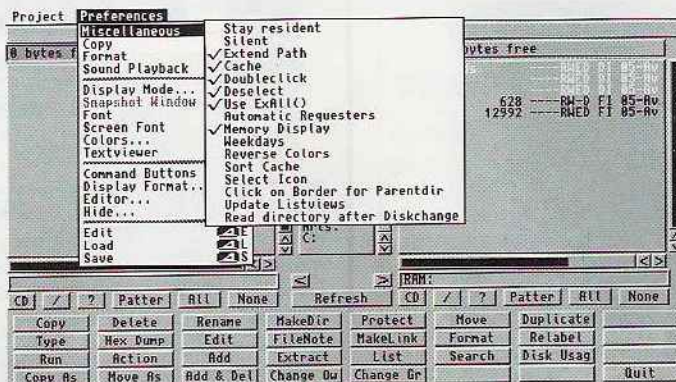 Project Preferences
Miscellaneous
Copy
Format
Sound Playback
Display Mode...
Snapshot Window
Font
Screen Font
Colors...
Textviewer
Command Buttons
Display Format..
Editor...
Hide...
Edit E
Load L
Save S
Stay resident
Silent
✓Extend Path
✓Cache
✓Doubleclick
✓Deselect
✓Use ExAll()
Automatic Requesters
✓Memory Display
Weekdays
Reverse Colors
Sort Cache
Select Icon
Click on Border for Parentdir
Update Listviews
Read directory after Diskchange
0 bytes f
bytes free
628 ----RW-D FI 05-Av
12992 ----RWED FI 05-Av
C:
RAM:
CD / ? Patter All None Refresh CD / ? Patter All None
Copy Delete Rename MakeDir Protect Move Duplicate
Type Hex Dump Edit FileNote MakeLink Format Relabel
Run Action Add Extract List Search Disk Usag
Copy As Move As Add & Del Change Ow Change Gr Quit